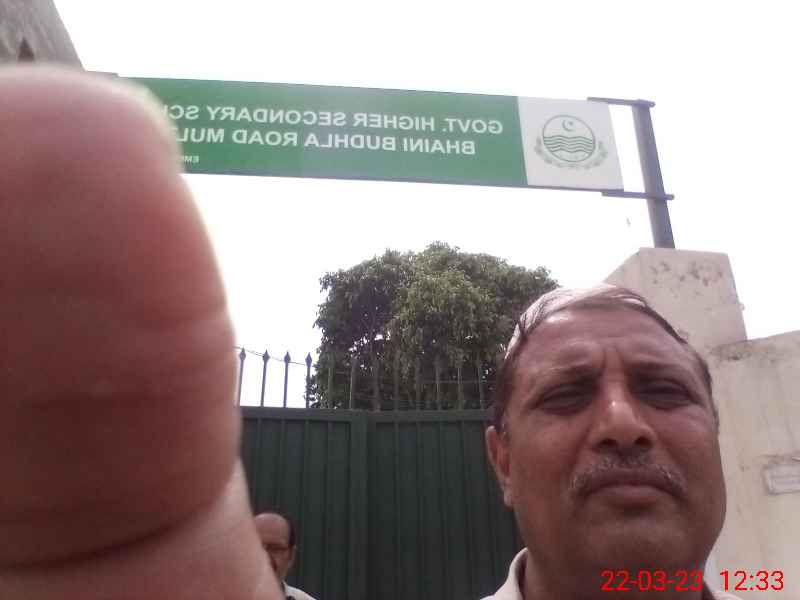 GOVT. HIGHER SECONDARY
BHAINI BUDHLA ROAD
22-03-23 12:33